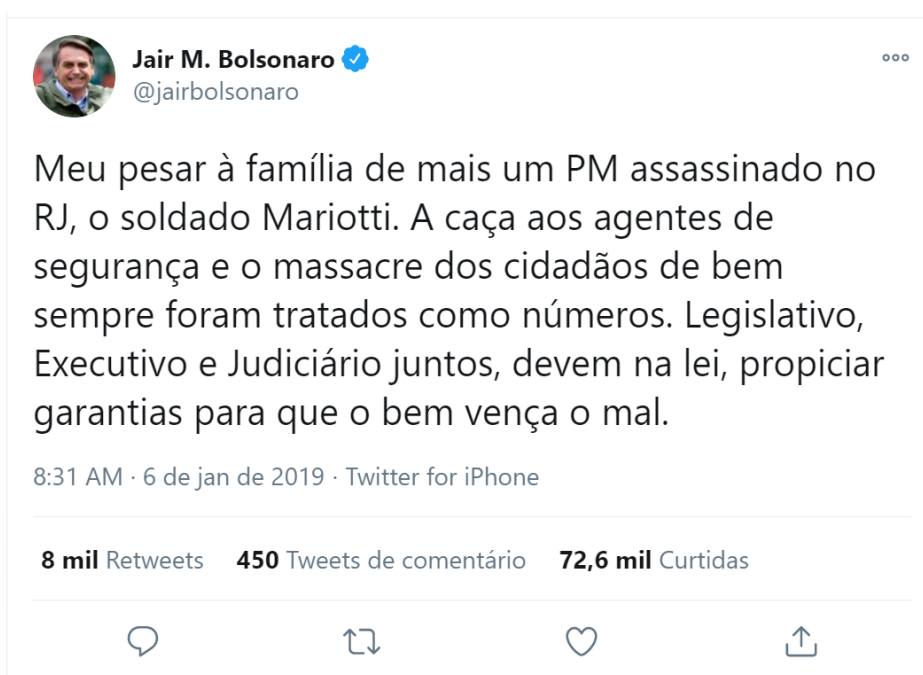 Jair M. Bolsonaro
@jairbolsonaro
Meu pesar à família de mais um PM assassinado no
RJ, o soldado Mariotti. A caça aos agentes de
segurança e o massacre dos cidadãos de bem
sempre foram tratados como números. Legislativo,
Executivo e Judiciário juntos, devem na lei, propiciar
garantias para que o bem vença o mal.
8:31 AM · 6 de jan de 2019 · Twitter for iPhone
8 mil Retweets 450 Tweets de comentário 72,6 mil Curtidas